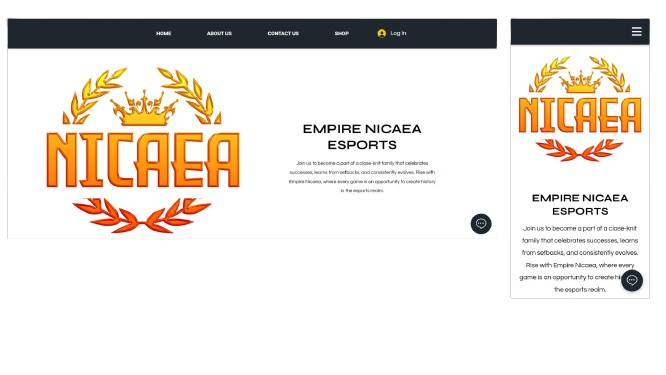 HOME
ABOUT US
CONTACT US
SHOP
Log In
NICAEA
EMPIRE NICAEA
ESPORTS
Join us to become a part of a close-knit family that celebrates
successes, learns from setbacks, and consistently evolves. Rise with
Empire Nicaea, where every game is an opportunity to create history
in the esports realm.
NICAEA
EMPIRE NICAEA
ESPORTS
Join us to become a part of a close-knit
family that celebrates successes, learns
from setbacks, and consistently evolves.
Rise with Empire Nicaea, where every
game is an opportunity to create hi
the esports realm.